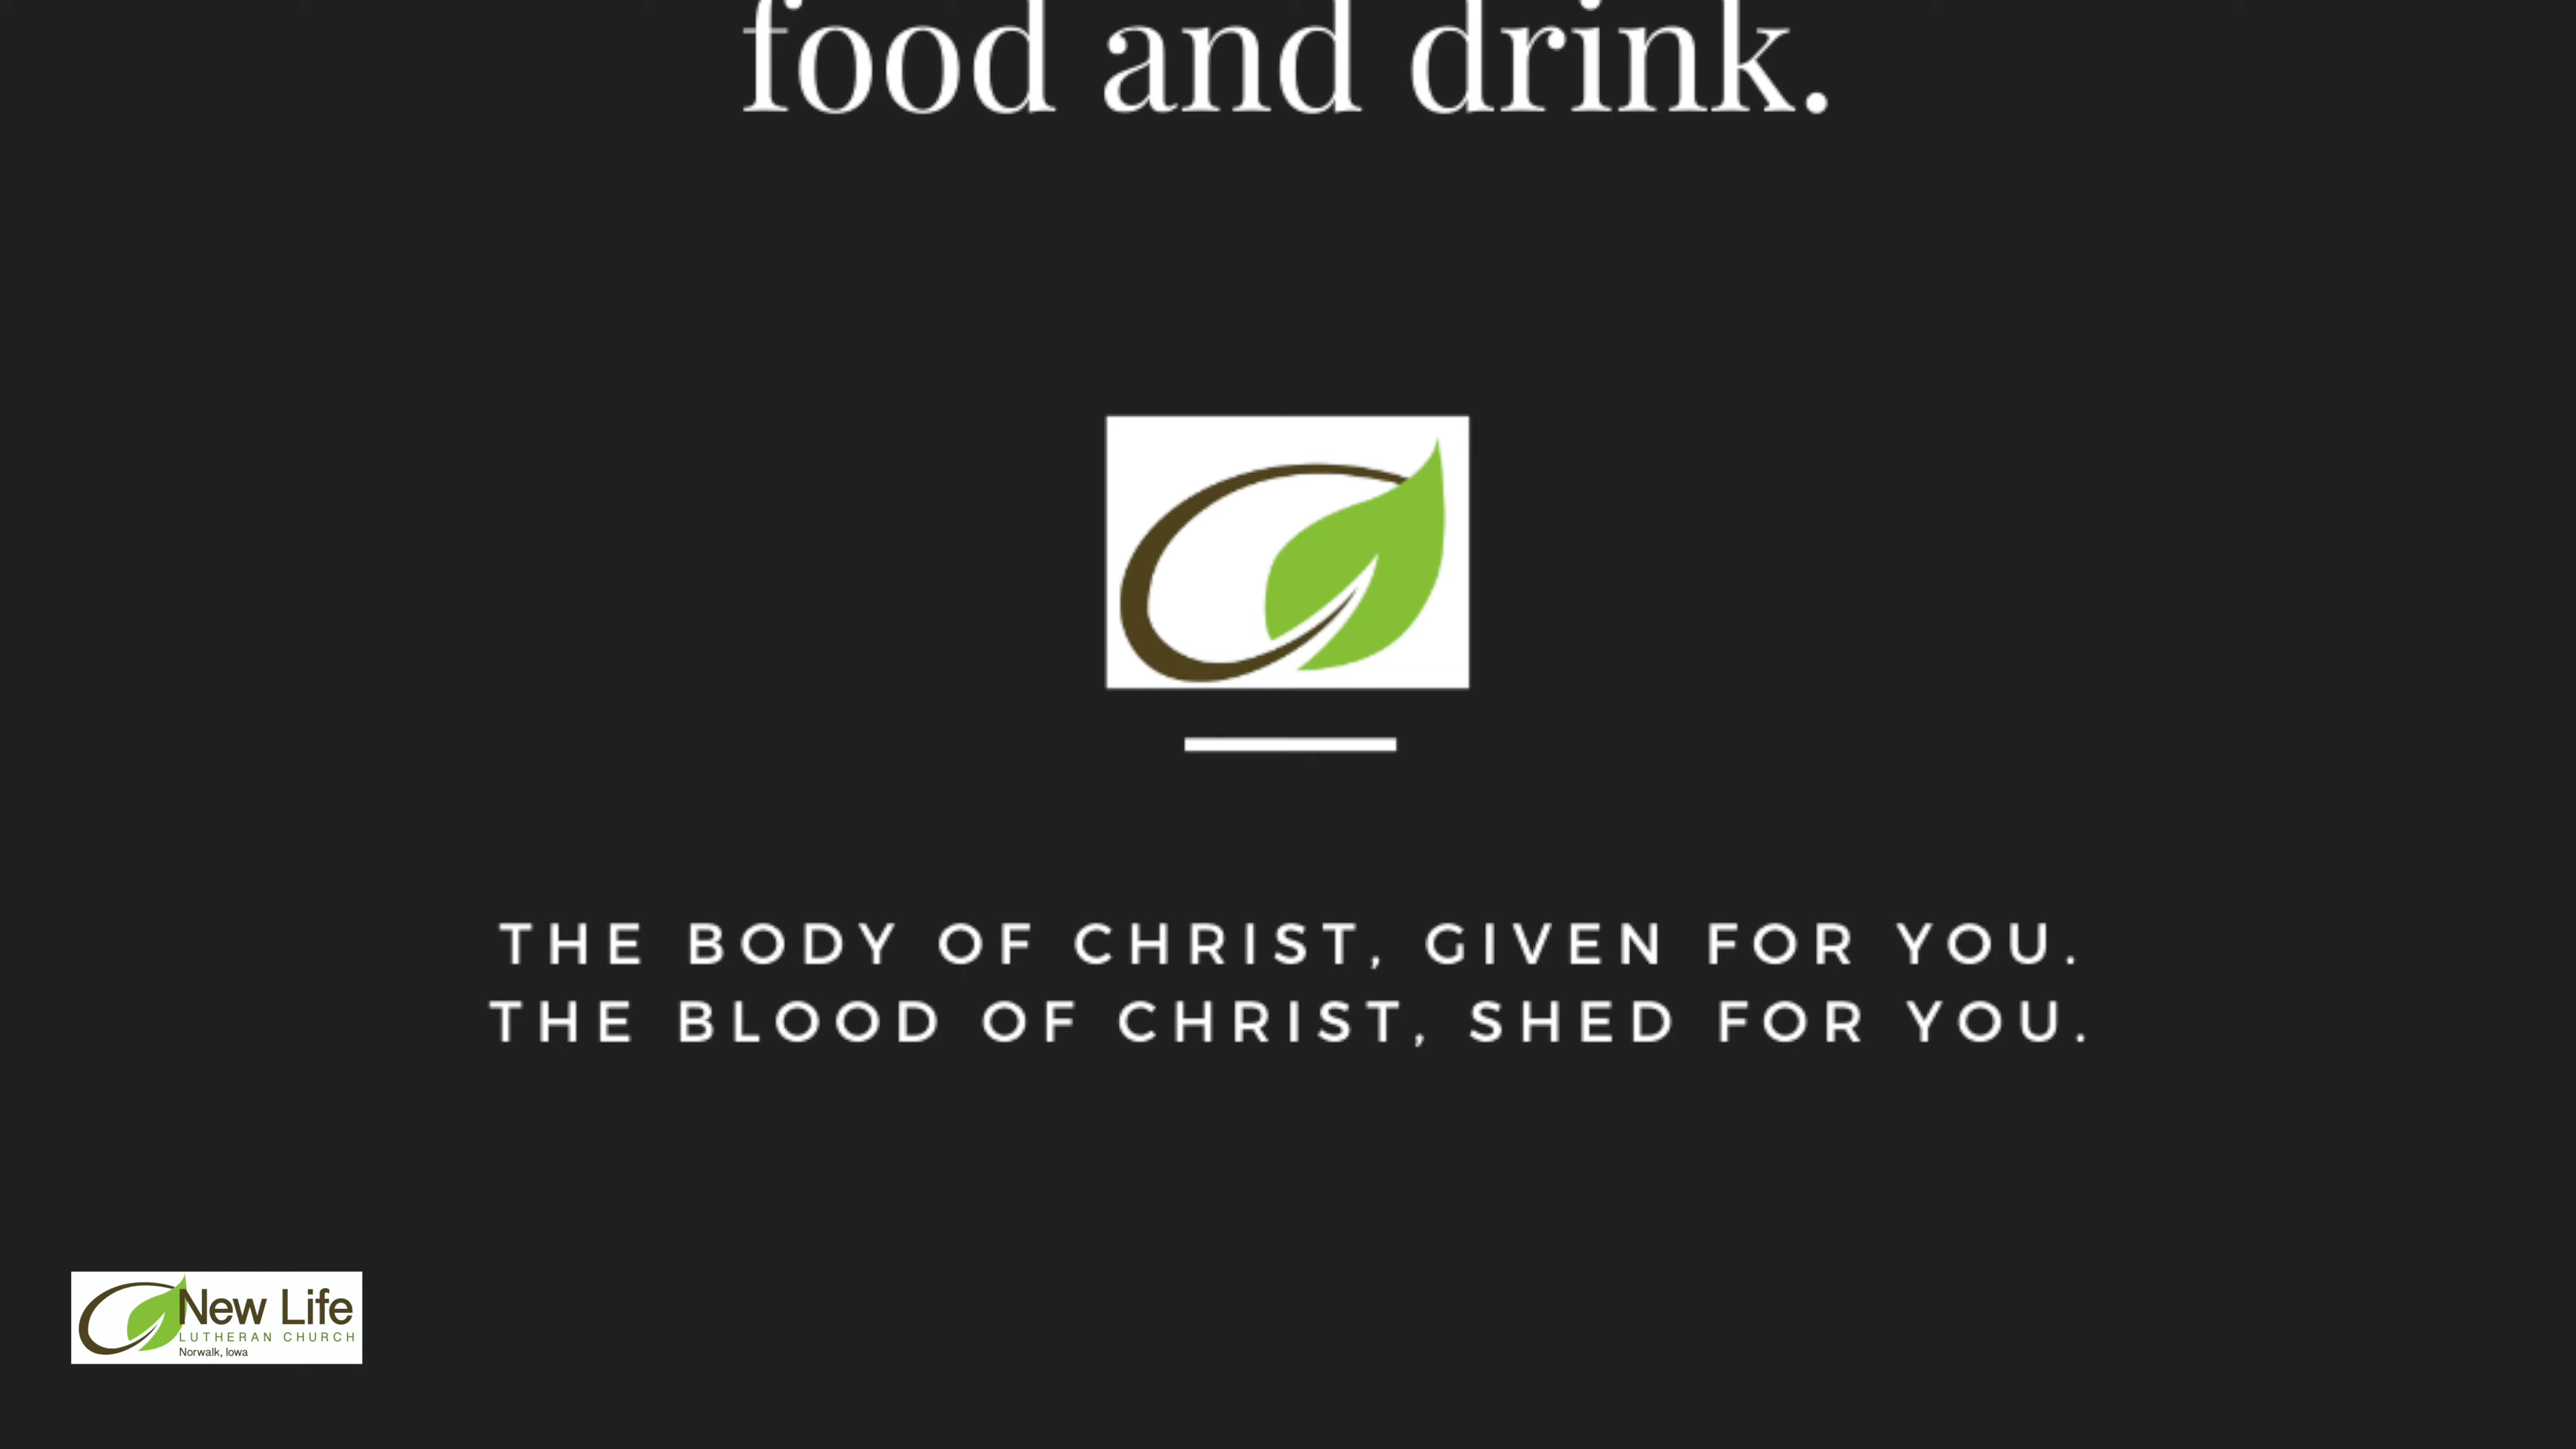 food and drink.
THE BODY OF CHRIST, GIVEN FOR YOU.
THE BLOOD OF CHRIST, SHED FOR YOU.
New Life
LUTHERAN CHURCH
Norwalk, Iowa